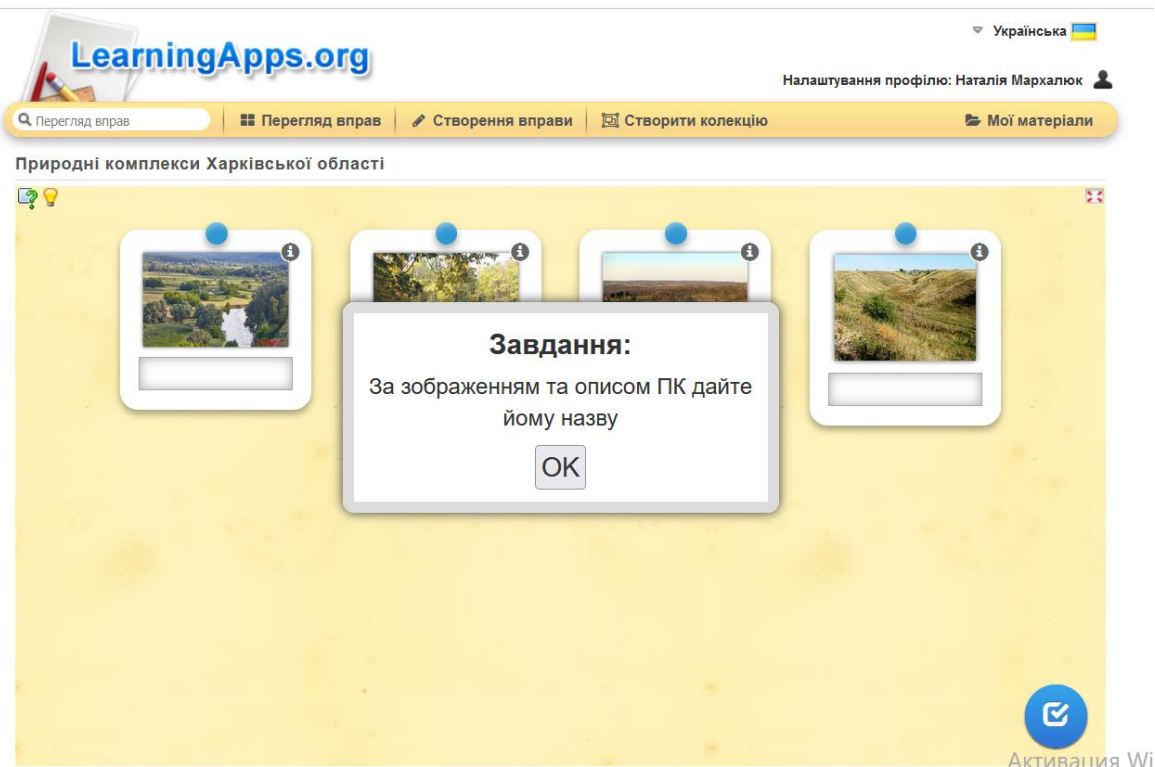 LearningApps.org
Українська
Налаштування профілю: Наталія Мархалюк
Перегляд вправ
Перегляд вправ
Створення вправи
Створити колекцію
Мої матеріали
Природні комплекси Харківської області
Завдання:
За зображенням та описом ПК дайте
йому назву
OK
Активация Wi